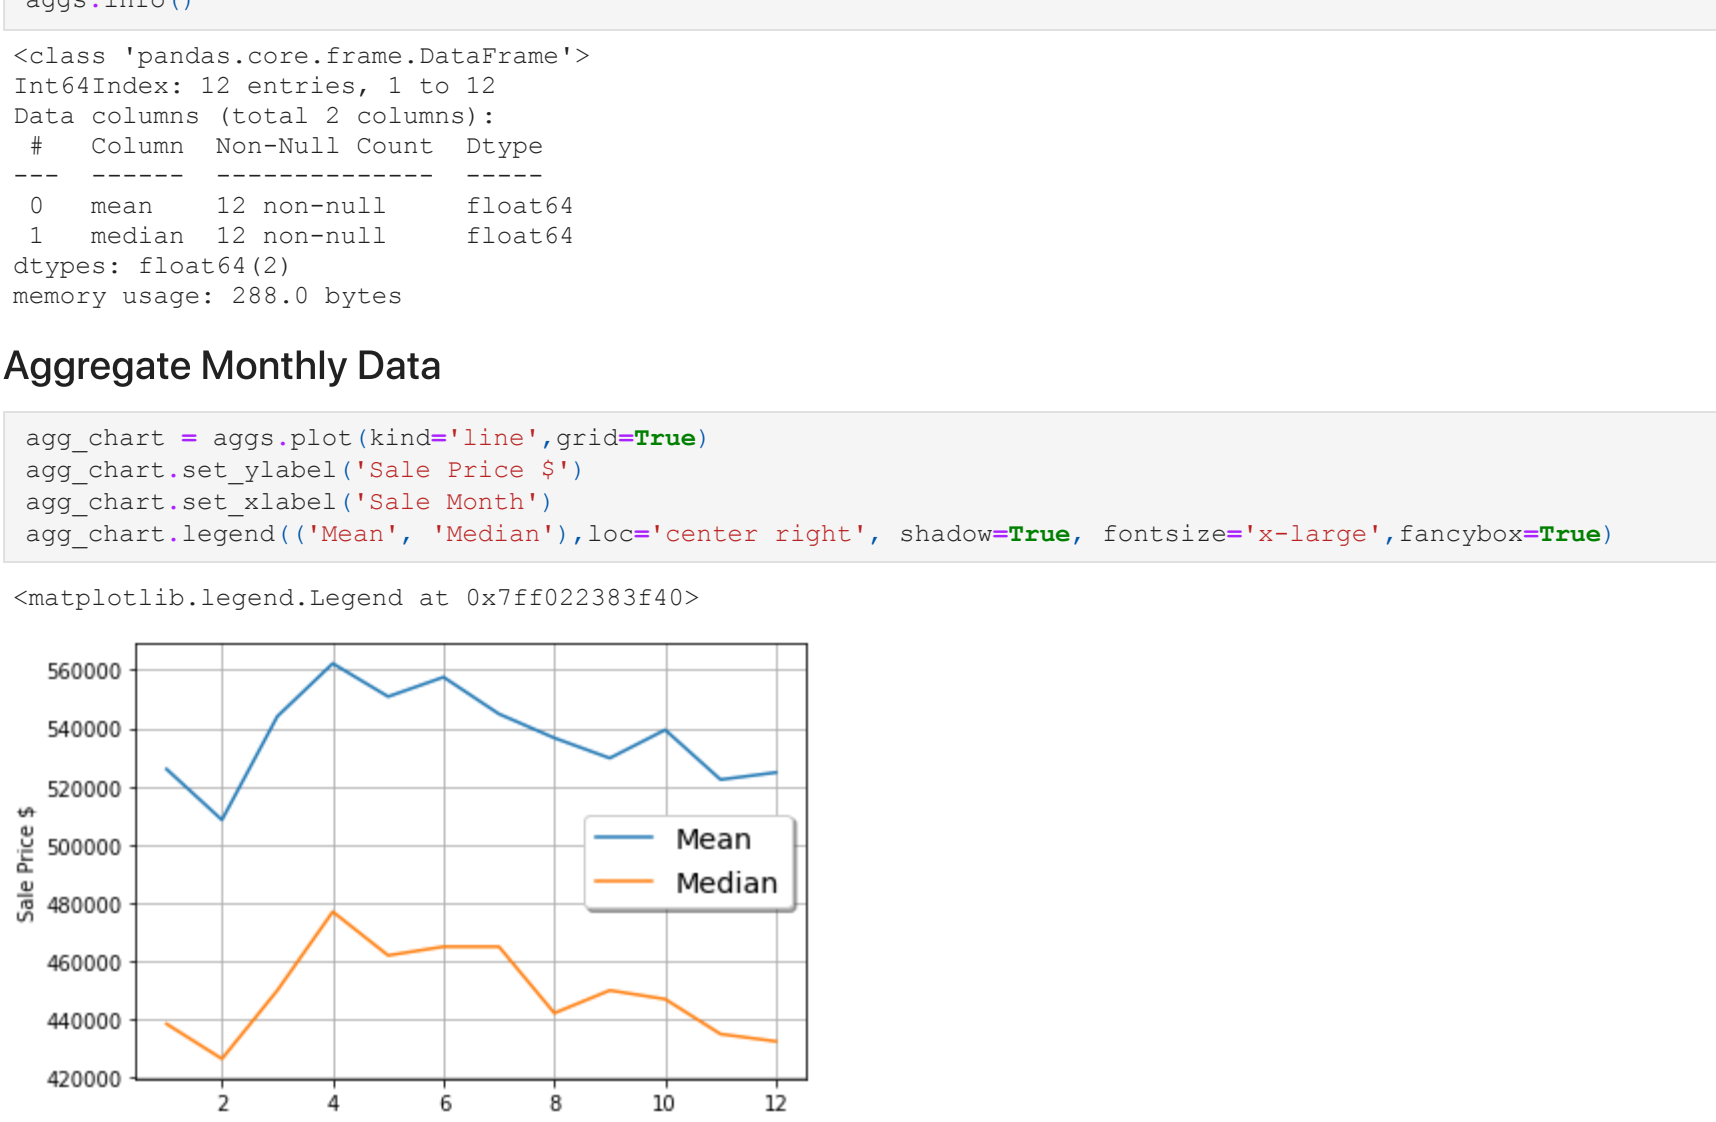 aggs.info()
<class 'pandas.core.frame.DataFrame'>
Int64Index: 12 entries, 1 to 12
Data columns (total 2 columns):
 #   Column  Non-Null Count  Dtype
---  ------  --------------  -----
 0   mean    12 non-null     float64
 1   median  12 non-null     float64
dtypes: float64(2)
memory usage: 288.0 bytes
Aggregate Monthly Data
agg_chart = aggs.plot(kind='line',grid=True)
agg_chart.set_ylabel('Sale Price $')
agg_chart.set_xlabel('Sale Month')
agg_chart.legend(('Mean', 'Median'),loc='center right', shadow=True, fontsize='x-large',fancybox=True)
<matplotlib.legend.Legend at 0x7ff022383f40>
560000
540000
520000
500000
480000
460000
440000
420000
Sale Price $
Mean
Median
2 4 6 8 10 12